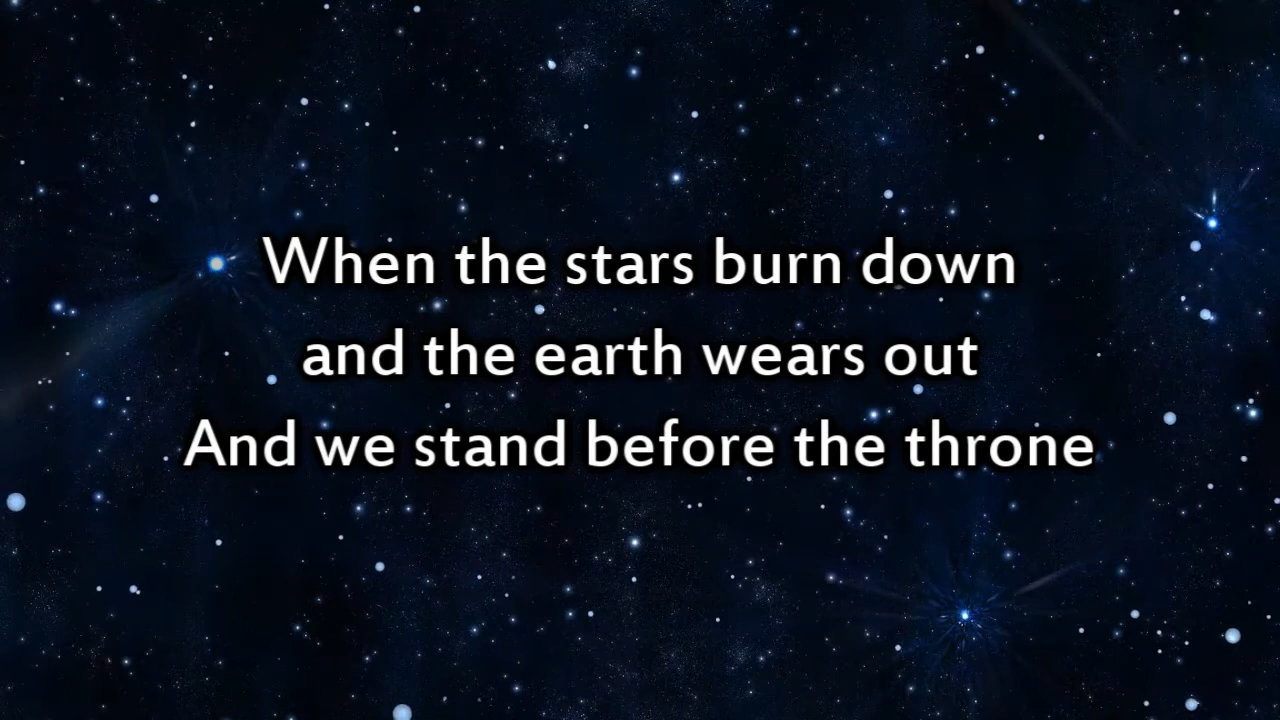 When the stars burn down
and the earth wears out
And we stand before the throne